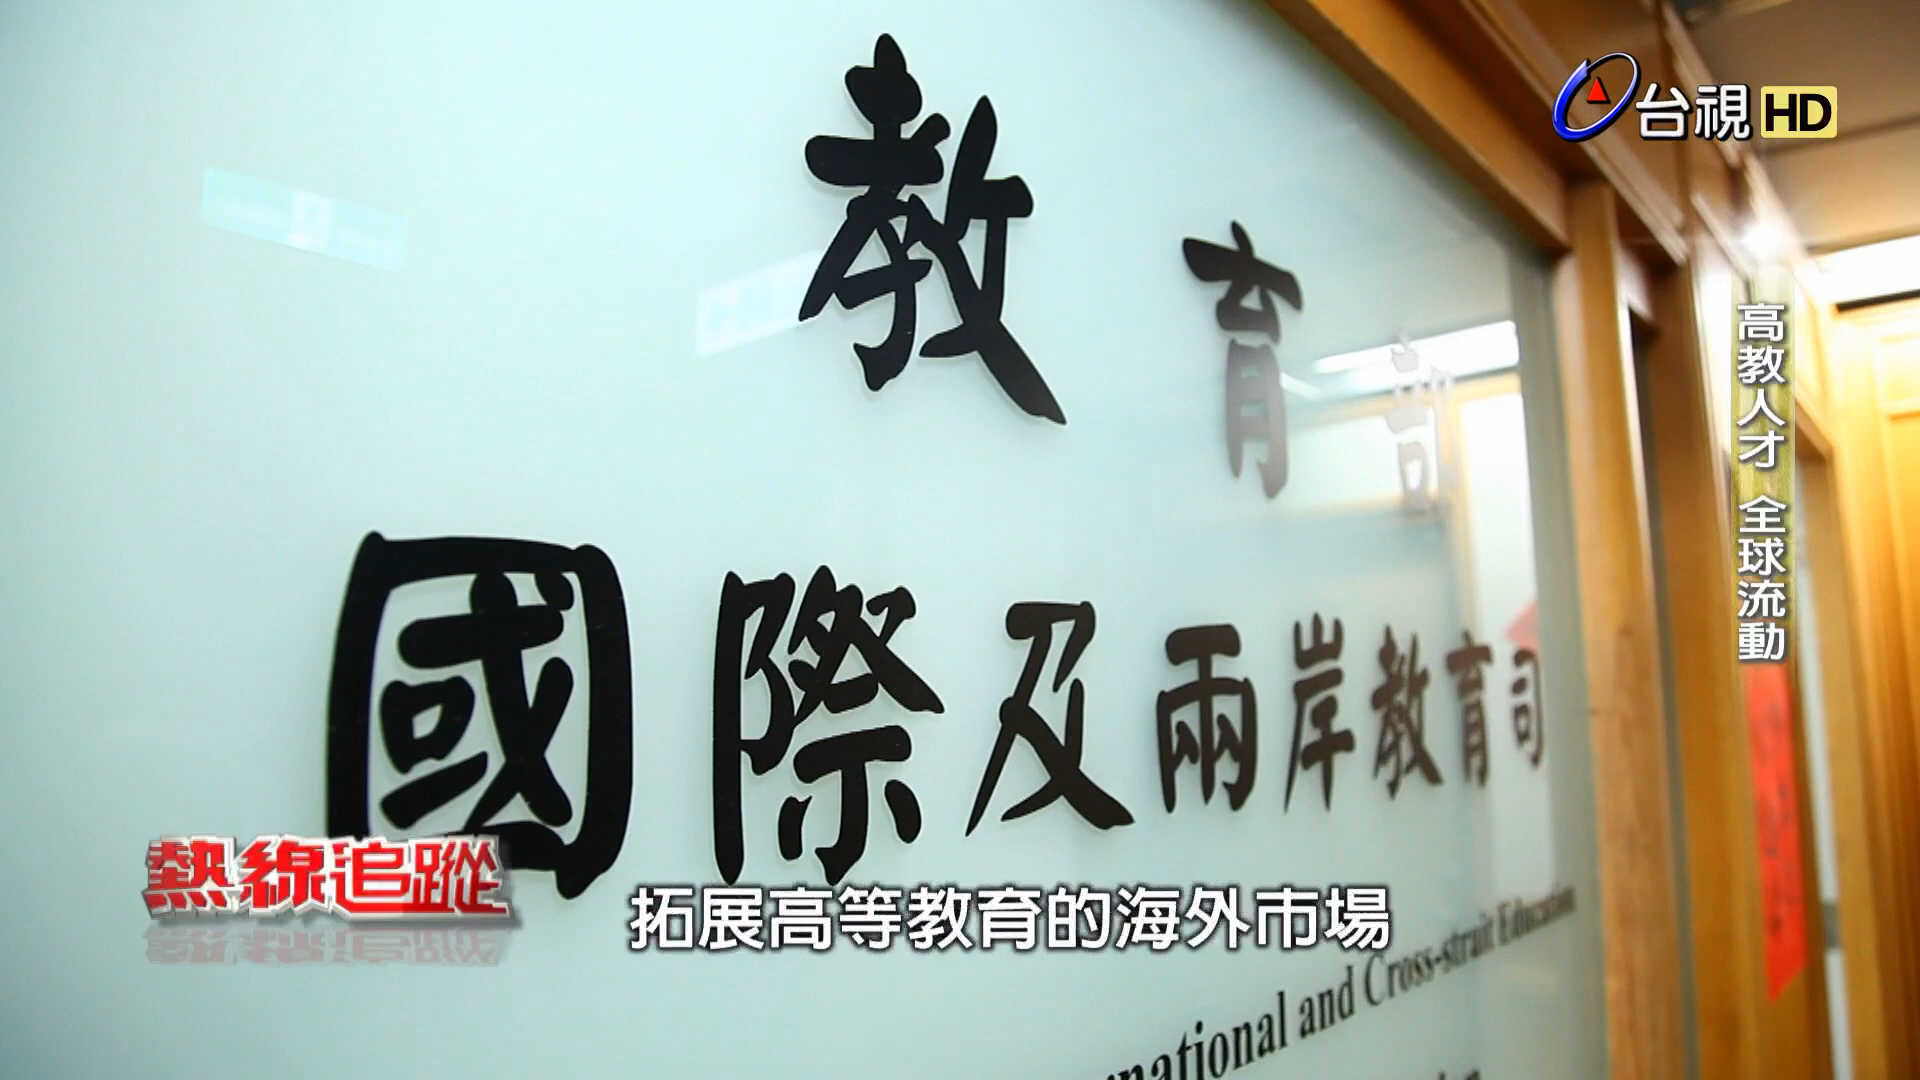 台視 HD
教育部
國際及兩岸教育司
高教人才 全球流動
熱線追蹤
拓展高等教育的海外市場
national and Cross-strait Education